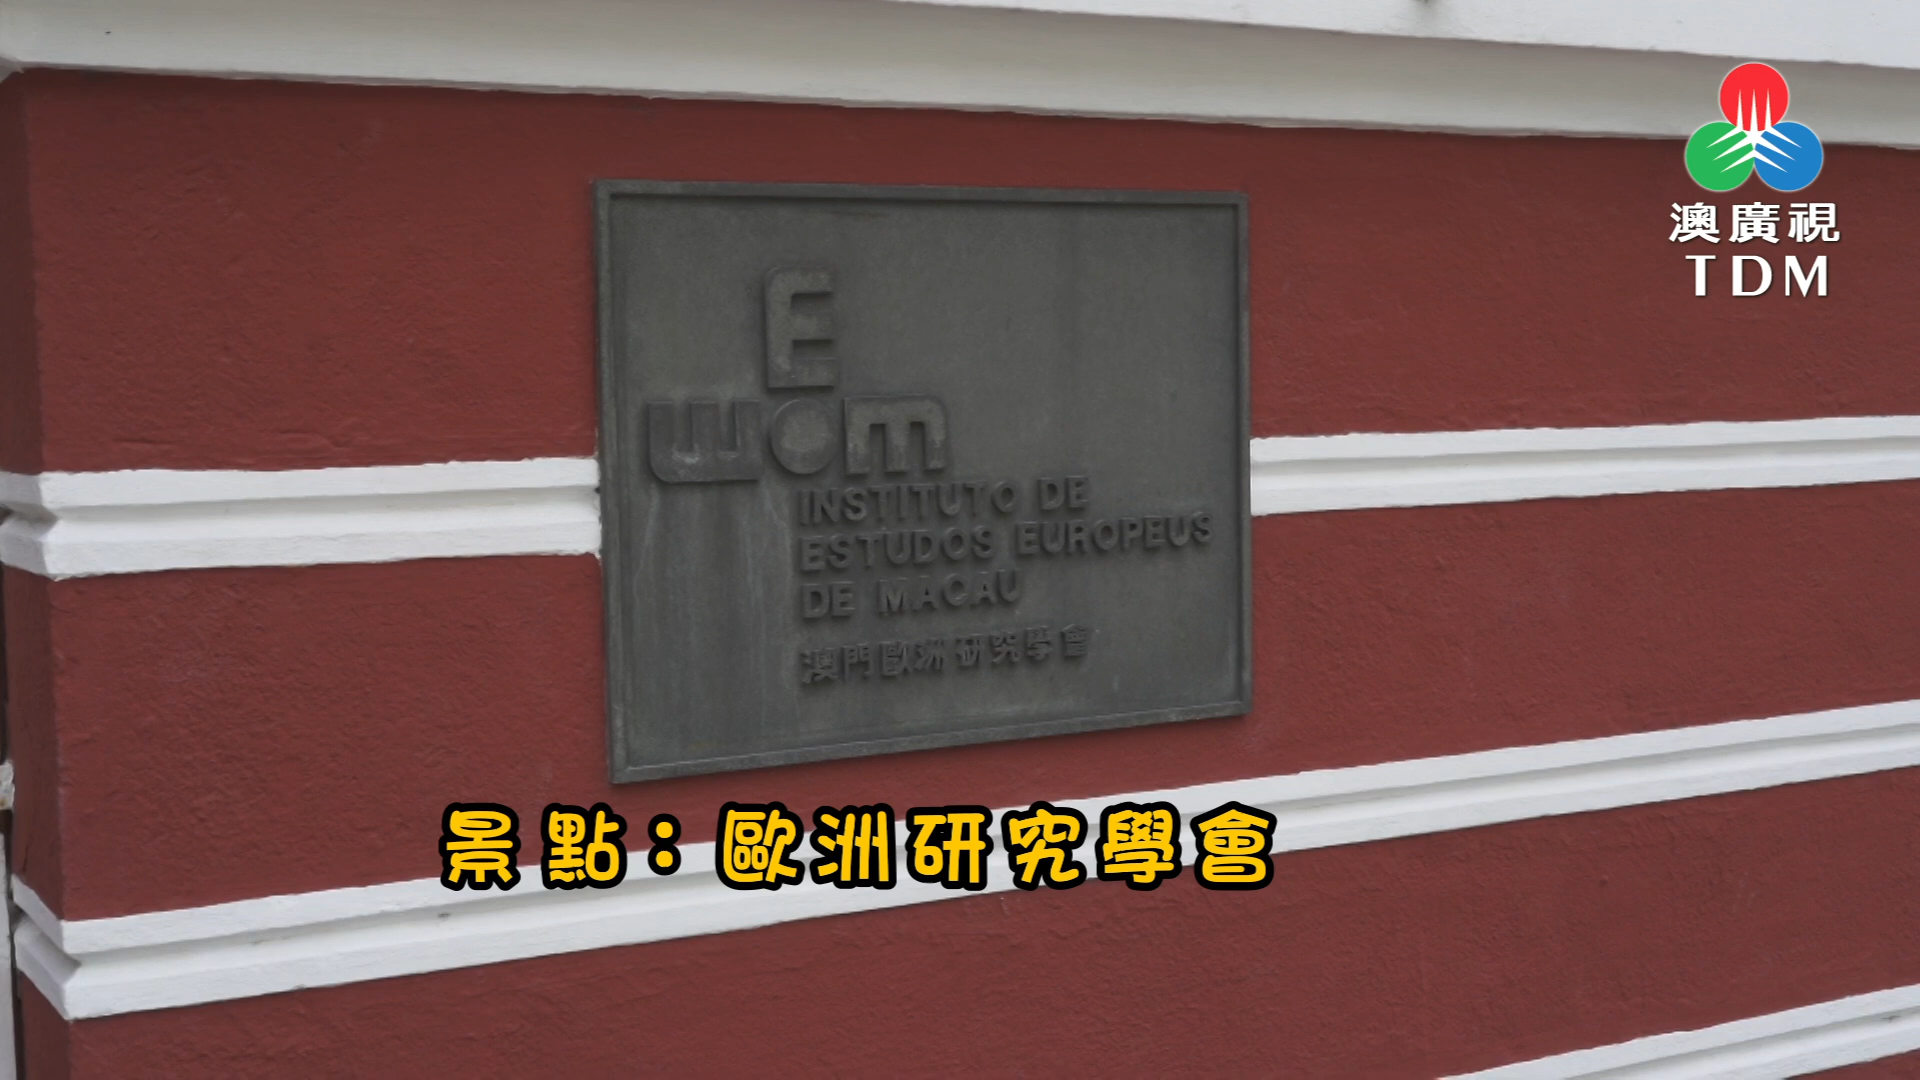 澳廣視
TDM
E
WOM
INSTITUTO DE
ESTUDOS EUROPEUS
DE MACAU
澳門歐洲研究學會
景點：歐洲研究學會